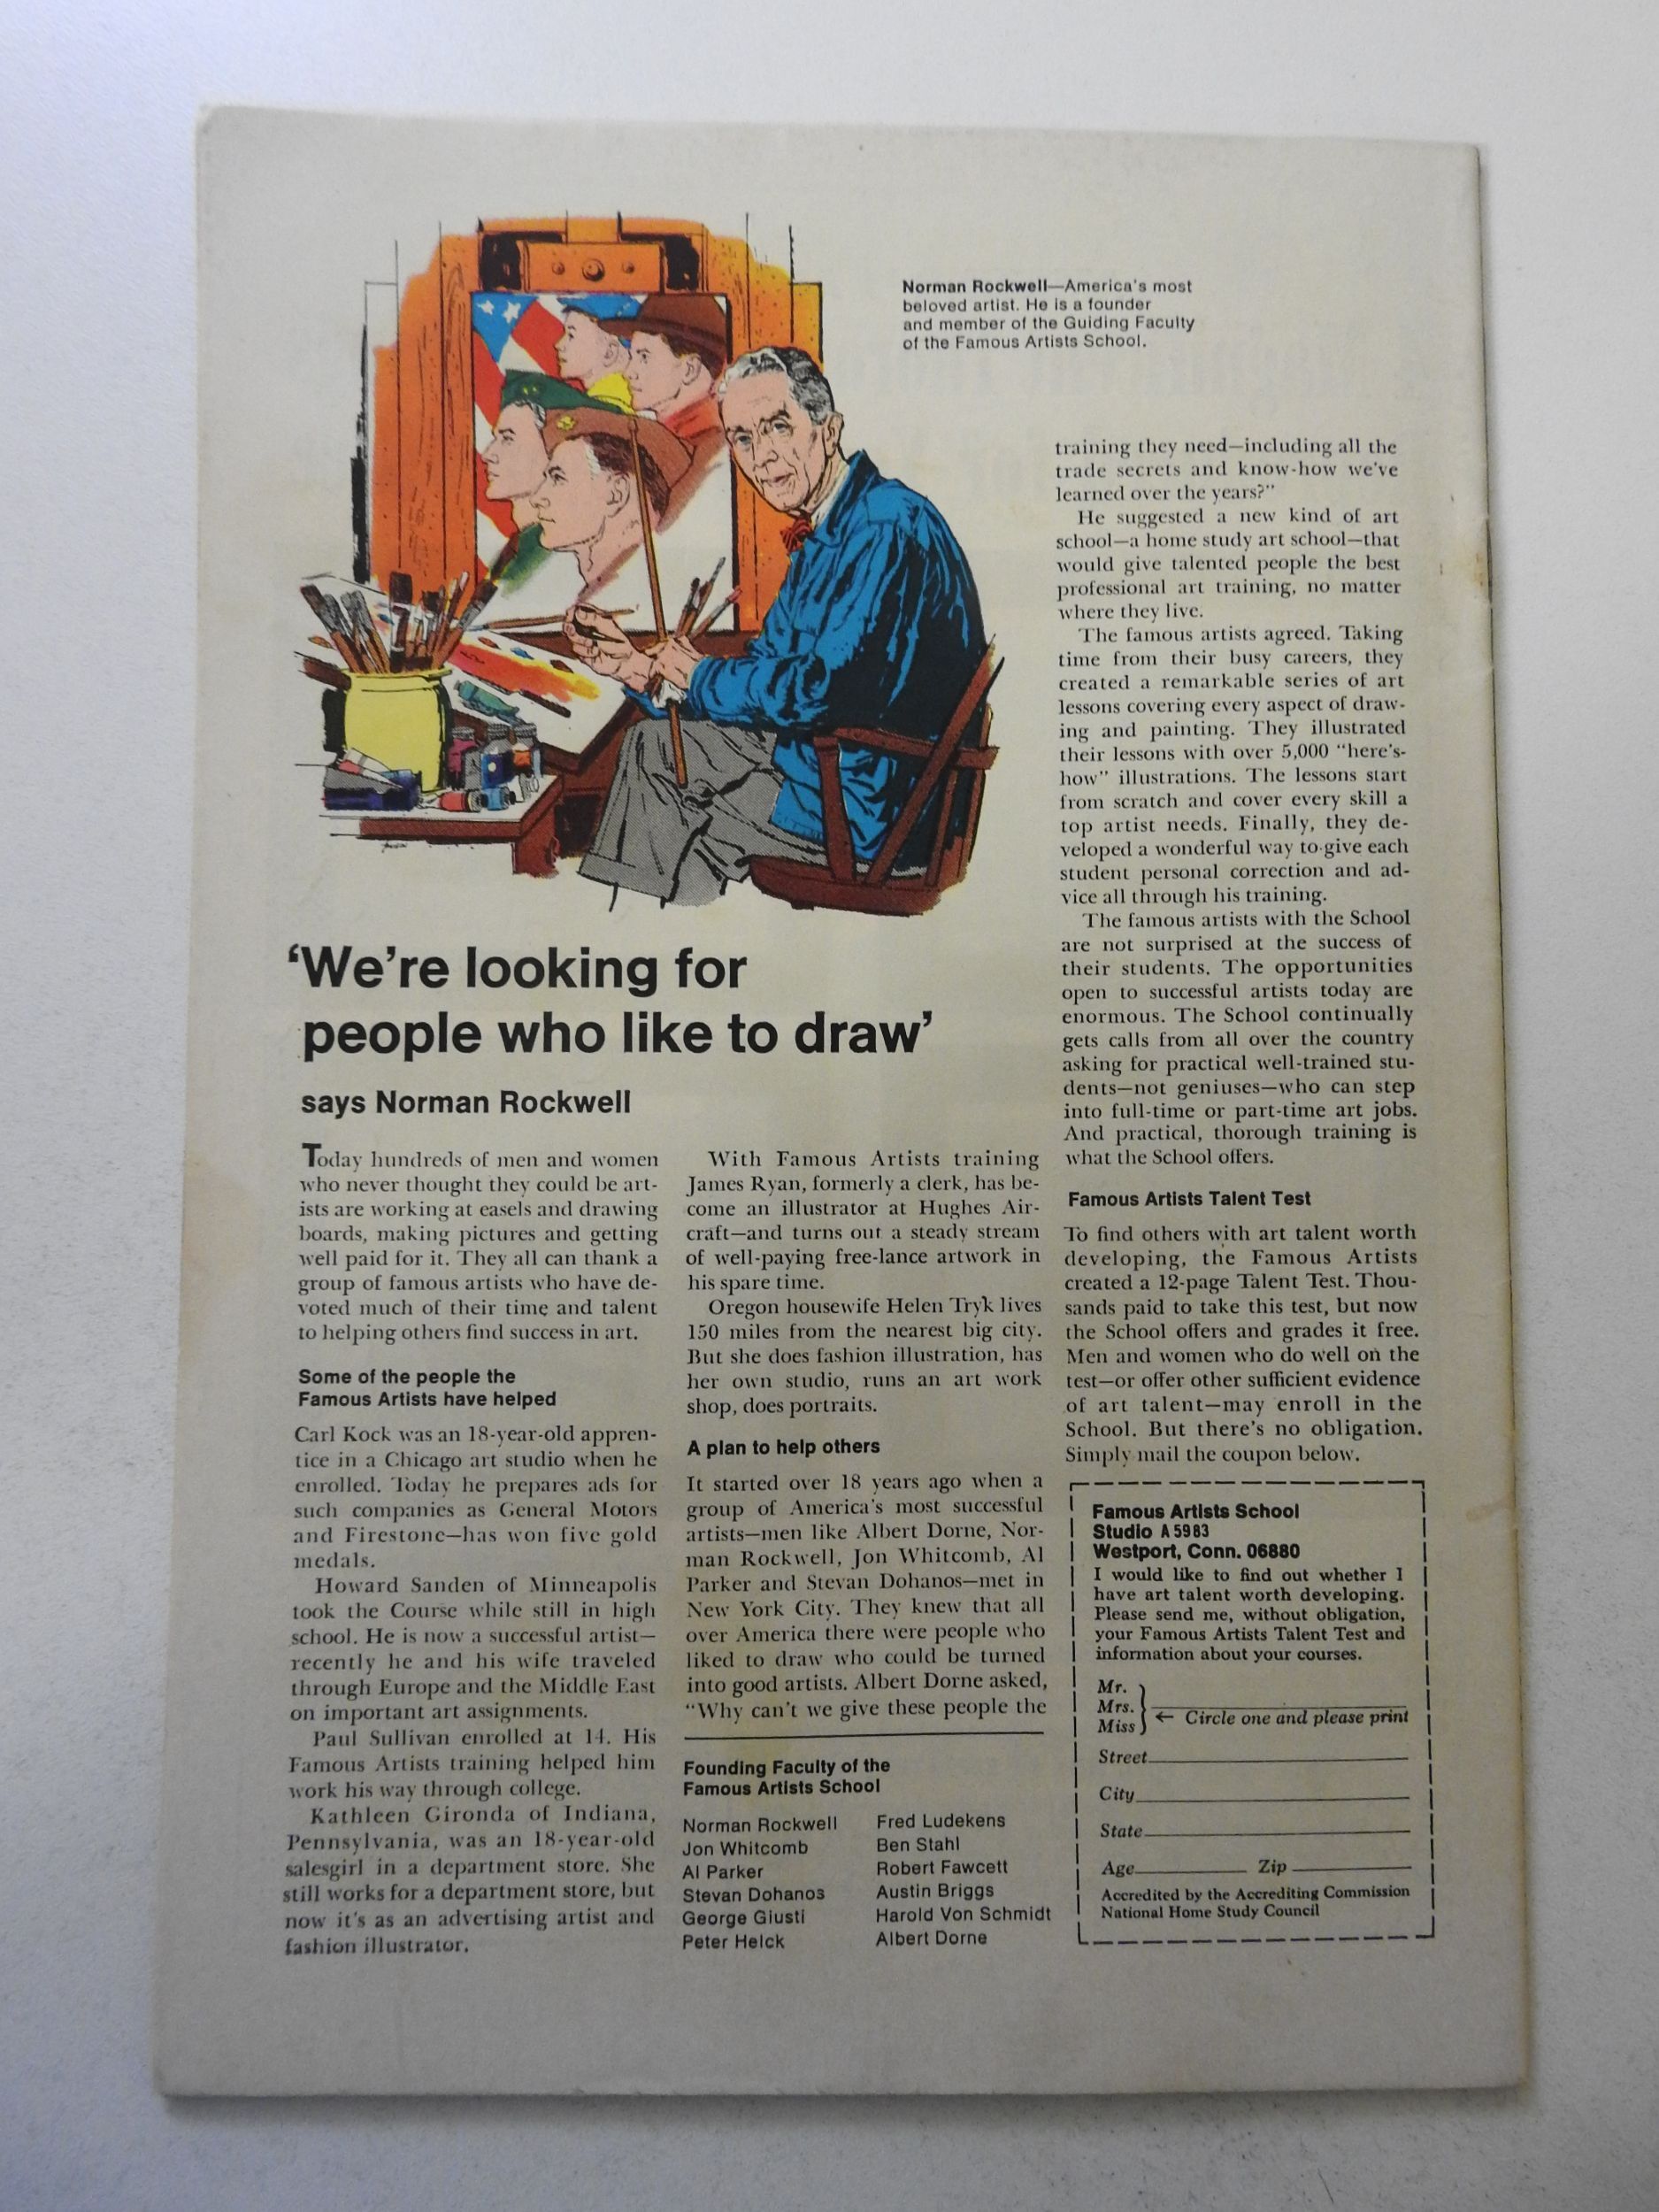 Norman Rockwell—America's most
beloved artist. He is a founder
and member of the Guiding Faculty
of the Famous Artists School.
'We're looking for
people who like to draw'
says Norman Rockwell
Today hundreds of men and women
who never thought they could be art-
ists are working at easels and drawing
boards, making pictures and getting
well paid for it. They all can thank a
group of famous artists who have de-
voted much of their time and talent
to helping others find success in art.
Some of the people the
Famous Artists have helped
Carl Kock was an 18-year-old appren-
tice in a Chicago art studio when he
enrolled. Today he prepares ads for
such companies as General Motors
and Firestone—has won five gold
medals.
Howard Sanden of Minneapolis
took the Course while still in high
school. He is now a successful artist—
recently he and his wife traveled
through Europe and the Middle East
on important art assignments.
Paul Sullivan enrolled at 14. His
Famous Artists training helped him
work his way through college.
Kathleen Gironda of Indiana,
Pennsylvania, was an 18-year-old
salesgirl in a department store. She
still works for a department store, but
now it's as an advertising artist and
fashion illustrator.
With Famous Artists training
James Ryan, formerly a clerk, has be-
come an illustrator at Hughes Air-
craft—and turns out a steady stream
of well-paying free-lance artwork in
his spare time.
Oregon housewife Helen Tryk lives
150 miles from the nearest big city.
But she does fashion illustration, has
her own studio, runs an art work
shop, does portraits.
A plan to help others
It started over 18 years ago when a
group of America's most successful
artists—men like Albert Dorne, Nor-
man Rockwell, Jon Whitcomb, Al
Parker and Stevan Dohanos—met in
New York City. They knew that all
over America there were people who
liked to draw who could be turned
into good artists. Albert Dorne asked,
"Why can't we give these people the
training they need—including all the
trade secrets and know-how we've
learned over the years?"
He suggested a new kind of art
school—a home study art school—that
would give talented people the best
professional art training, no matter
where they live.
The famous artists agreed. Taking
time from their busy careers, they
created a remarkable series of art
lessons covering every aspect of draw-
ing and painting. They illustrated
their lessons with over 5,000 "here's-
how" illustrations. The lessons start
from scratch and cover every skill a
top artist needs. Finally, they de-
veloped a wonderful way to give each
student personal correction and ad-
vice all through his training.
The famous artists with the School
are not surprised at the success of
their students. The opportunities
open to successful artists today are
enormous. The School continually
gets calls from all over the country
asking for practical well-trained stu-
dents—not geniuses—who can step
into full-time or part-time art jobs.
And practical, thorough training is
what the School offers.
Famous Artists Talent Test
To find others with art talent worth
developing, the Famous Artists
created a 12-page Talent Test. Thou-
sands paid to take this test, but now
the School offers and grades it free.
Men and women who do well on the
test—or offer other sufficient evidence
of art talent—may enroll in the
School. But there's no obligation.
Simply mail the coupon below.
Founding Faculty of the
Famous Artists School
Norman Rockwell
Jon Whitcomb
Al Parker
Stevan Dohanos
George Giusti
Peter Helck
Fred Ludekens
Ben Stahl
Robert Fawcett
Austin Briggs
Harold Von Schmidt
Albert Dorne
Famous Artists School
Studio A5983
Westport, Conn. 06880
I would like to find out whether I
have art talent worth developing.
Please send me, without obligation,
your Famous Artists Talent Test and
information about your courses.
Mr.
Mrs.
Miss
← Circle one and please print
Street
City
State
Age Zip
Accredited by the Accrediting Commission
National Home Study Council